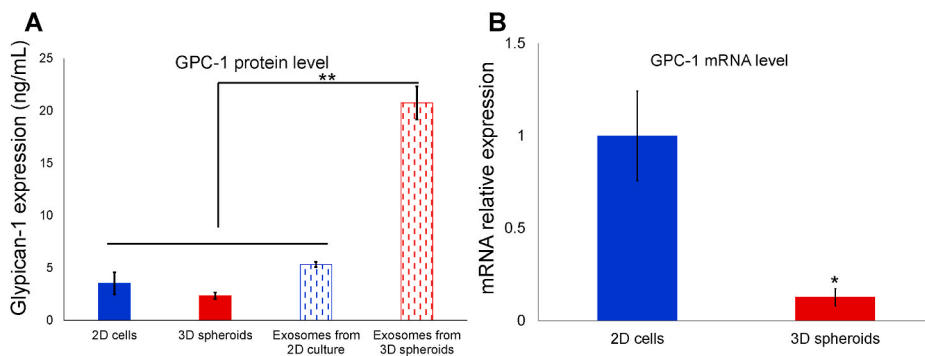 A
GPC-1 protein level
**
Glypican-1 expression (ng/mL)
25
20
15
10
5
0
2D cells
3D spheroids
Exosomes from
2D culture
Exosomes from
3D spheroids
B
GPC-1 mRNA level
mRNA relative expression
1.5
1
0.5
0
*
2D cells
3D spheroids